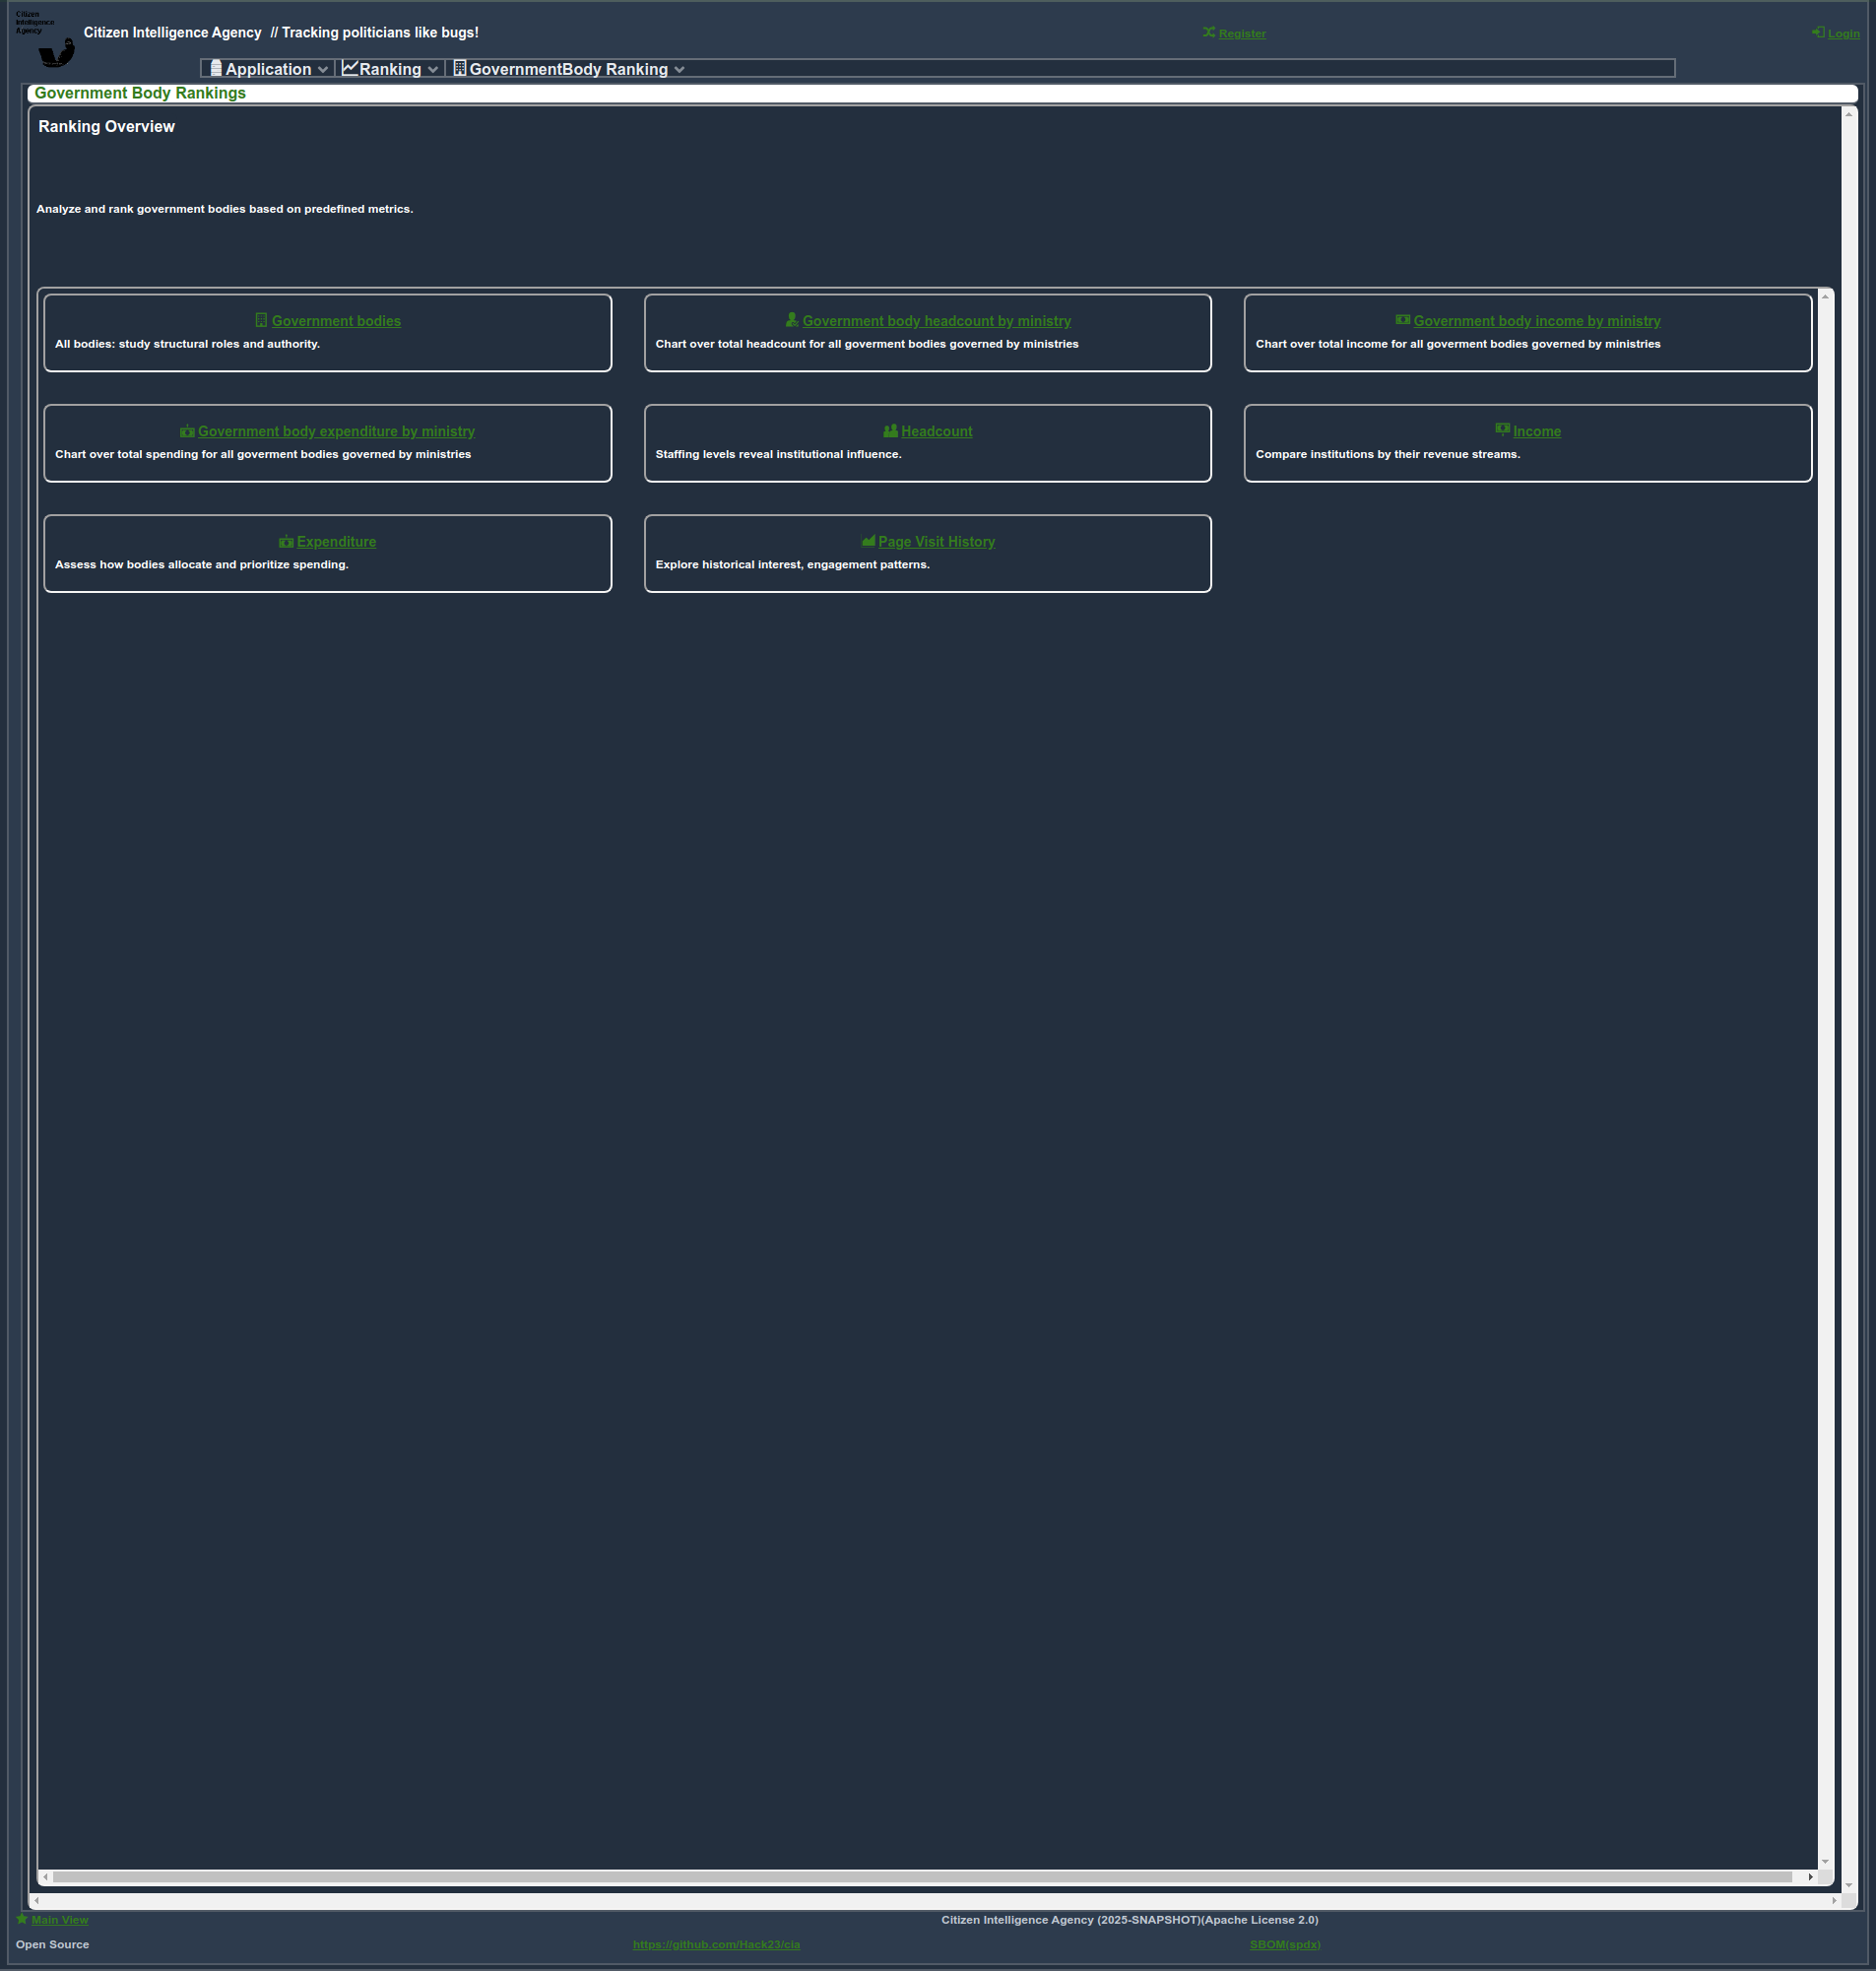 Citizen
Intelligence
Agency
Citizen Intelligence Agency // Tracking politicians like bugs!
Register
Login
Application
Ranking
GovernmentBody Ranking
Government Body Rankings
Ranking Overview
Analyze and rank government bodies based on predefined metrics.
Government bodies
All bodies: study structural roles and authority.
Government body headcount by ministry
Chart over total headcount for all goverment bodies governed by ministries
Government body income by ministry
Chart over total income for all goverment bodies governed by ministries
Government body expenditure by ministry
Chart over total spending for all goverment bodies governed by ministries
Headcount
Staffing levels reveal institutional influence.
Income
Compare institutions by their revenue streams.
Expenditure
Assess how bodies allocate and prioritize spending.
Page Visit History
Explore historical interest, engagement patterns.
Main View
Citizen Intelligence Agency (2025-SNAPSHOT)(Apache License 2.0)
Open Source
https://github.com/Hack23/cia
SBOM(spdx)